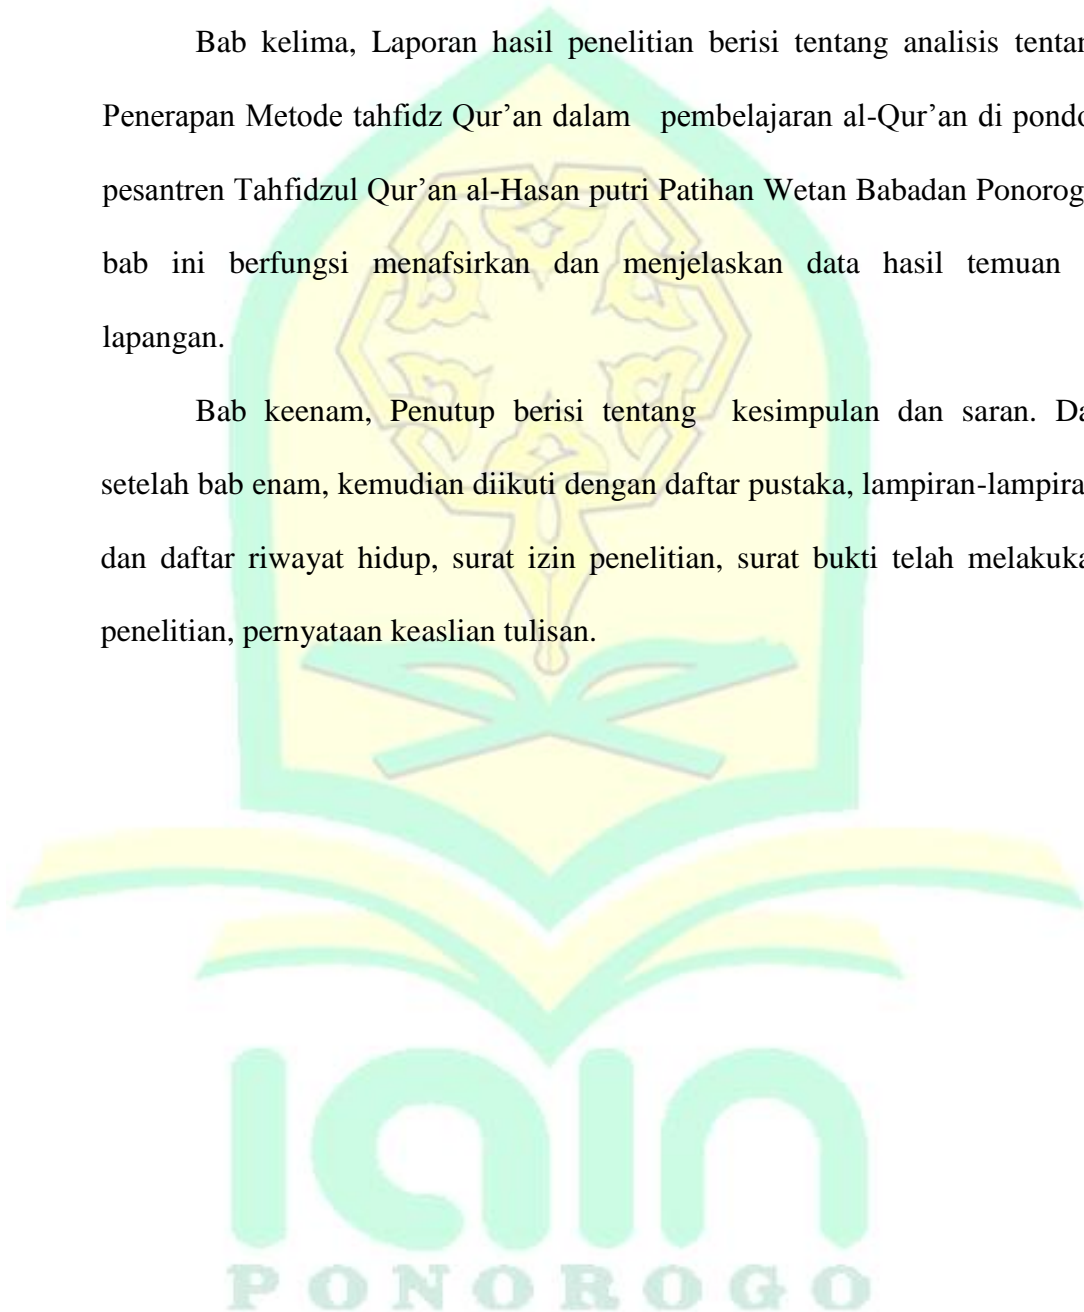 Bab kelima, Laporan hasil penelitian berisi tentang analisis tentan
Penerapan Metode tahfidz Qur’an dalam pembelajaran al-Qur’an di pondo
pesantren Tahfidzul Qur’an al-Hasan putri Patihan Wetan Babadan Ponorog
bab ini berfungsi menafsirkan dan menjelaskan data hasil temuan
lapangan.
Bab keenam, Penutup berisi tentang kesimpulan dan saran. Da
setelah bab enam, kemudian diikuti dengan daftar pustaka, lampiran-lampira
dan daftar riwayat hidup, surat izin penelitian, surat bukti telah melakuka
penelitian, pernyataan keaslian tulisan.
iain
PONOROGO